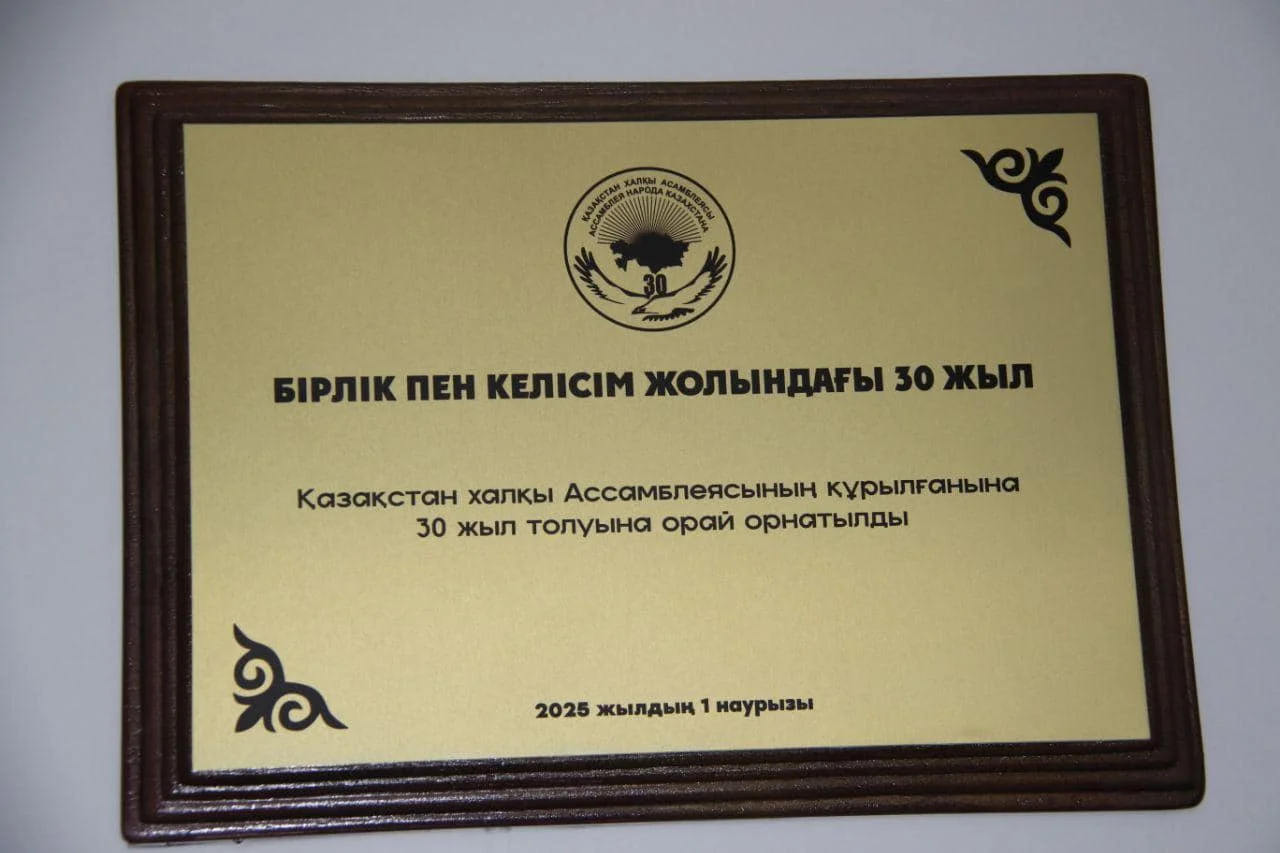 ҚАЗАҚСТАН ХАЛҚЫ АСАМБЛЕЯСЫ
АССАМБЛЕЯ НАРОДА КАЗАХСТАНА
30
БІРЛІК ПЕН КЕЛІСІМ ЖОЛЫНДАҒЫ 30 ЖЫЛ
Қазақстан халқы Ассамблеясының құрылғанына
30 жыл толуына орай орнатылды
2025 жылдың 1 наурызы